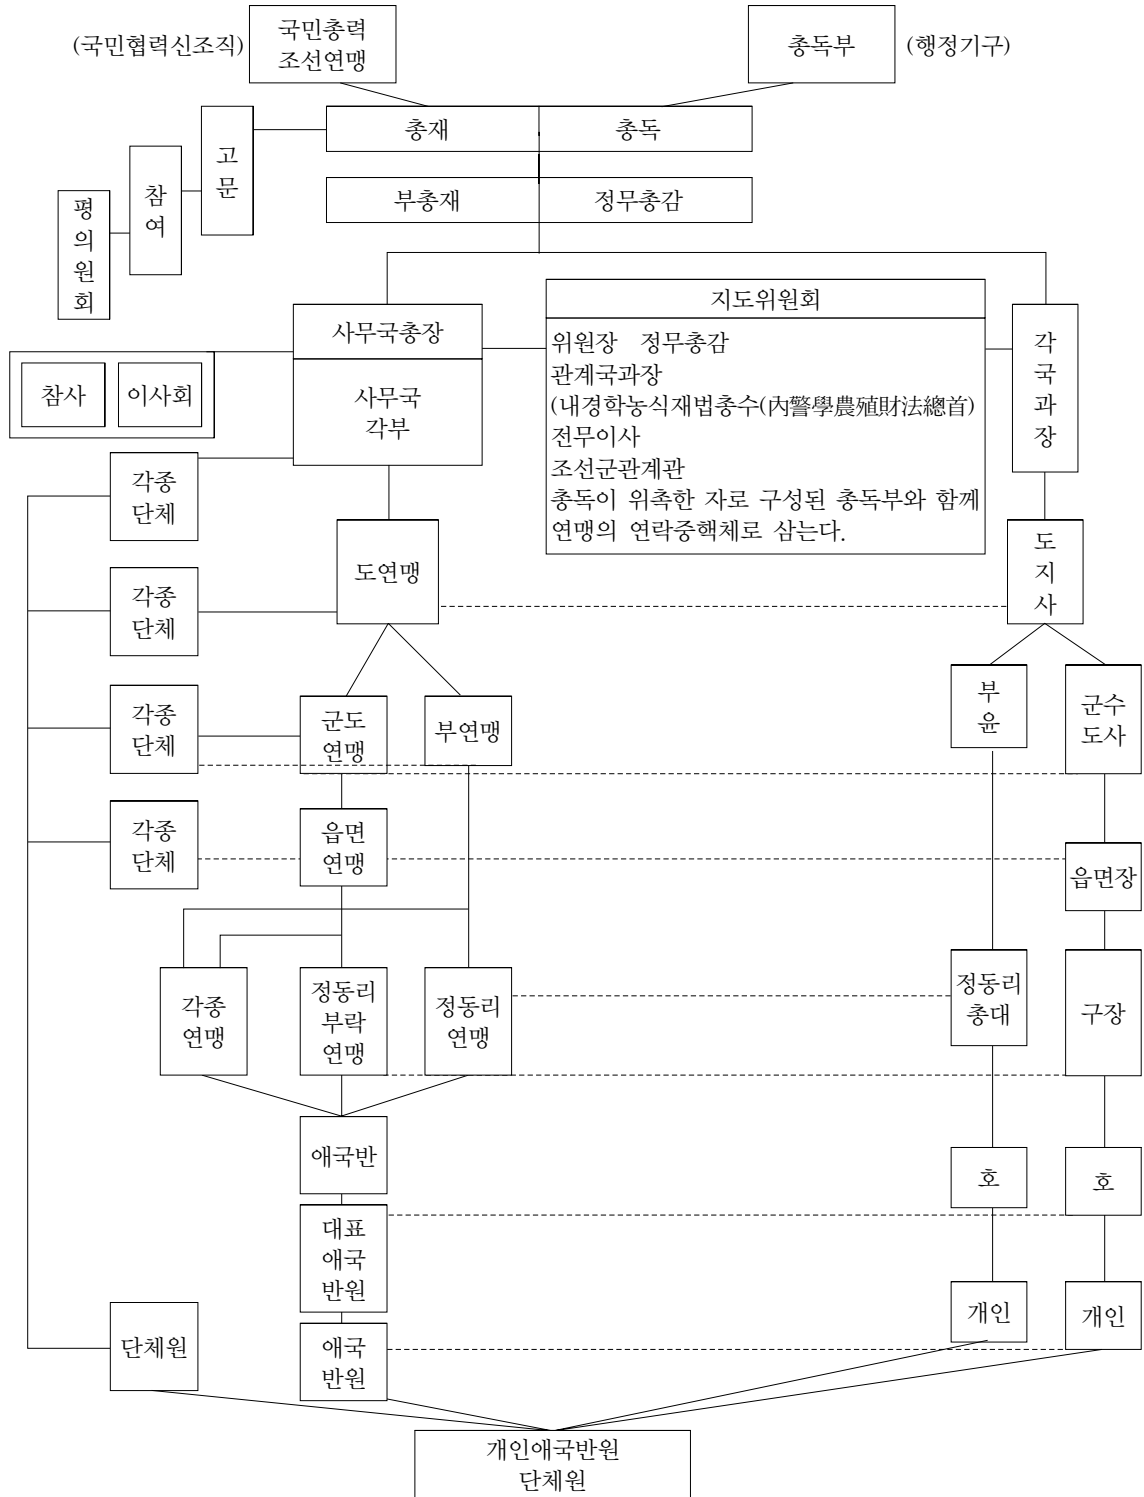 (국민협력신조직)
국민총력
조선연맹
총독부
(행정기구)
총재
총독
고
문
참
여
평
의
원
회
부총재
정무총감
사무국총장
사무국
각부
참사
이사회
지도위원회
위원장 정무총감
관계국과장
(내경학농식재법총수(內警學農殖財法總首)
전무이사
조선군관계관
총독이 위촉한 자로 구성된 총독부와 함께
연맹의 연락중핵체로 삼는다.
각
국
과
장
각종
단체
도연맹
도
지
사
각종
단체
각종
단체
군도
연맹
부연맹
부
윤
군수
도사
각종
단체
읍면
연맹
읍면장
각종
연맹
정동리
부락
연맹
정동리
연맹
정동리
총대
구장
애국반
호
호
대표
애국
반원
개인
개인
단체원
애국
반원
개인애국반원
단체원